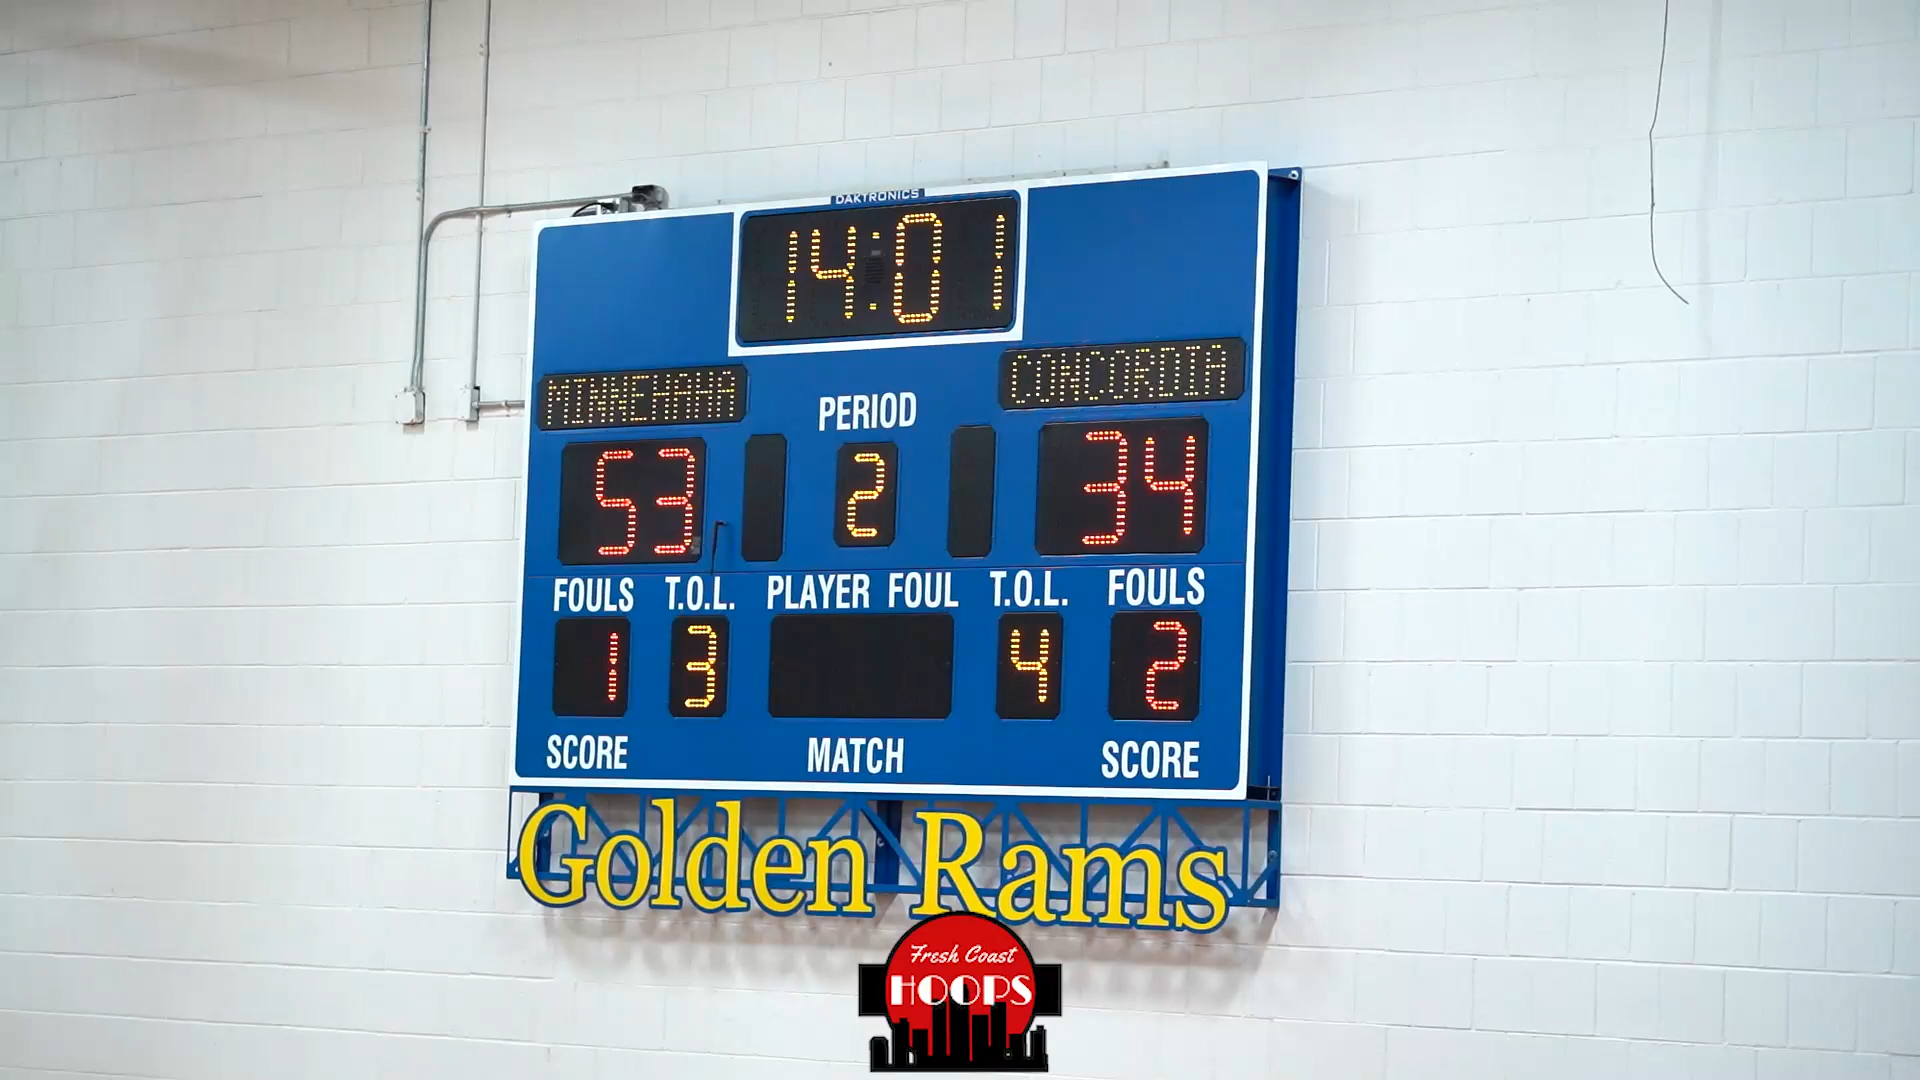 DAKTRONICS
14:01
MINNEHAHA
CONCORDIA
PERIOD
53
2
34
FOULS T.O.L. PLAYER FOUL T.O.L. FOULS
1 3 4 2
SCORE MATCH SCORE
Golden Rams
Fresh Coast
HOOPS